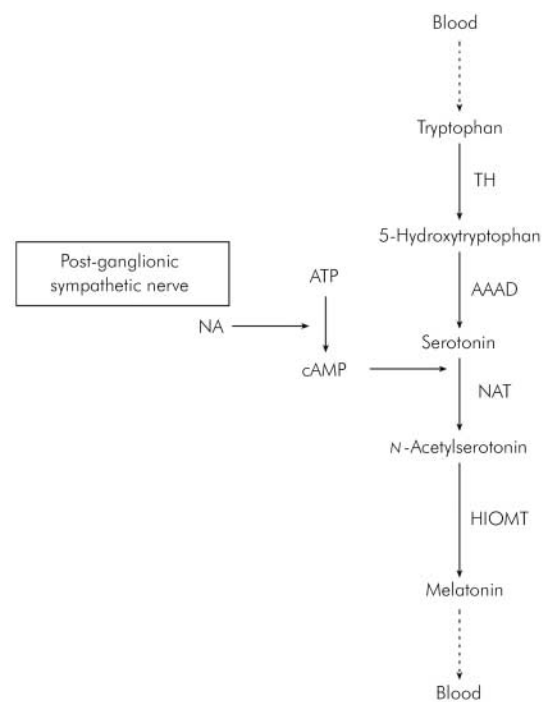 Blood
Tryptophan
TH
5-Hydroxytryptophan
Post-ganglionic
sympathetic nerve
ATP
AAAD
NA
Serotonin
cAMP
NAT
N-Acetylserotonin
HIOMT
Melatonin
Blood